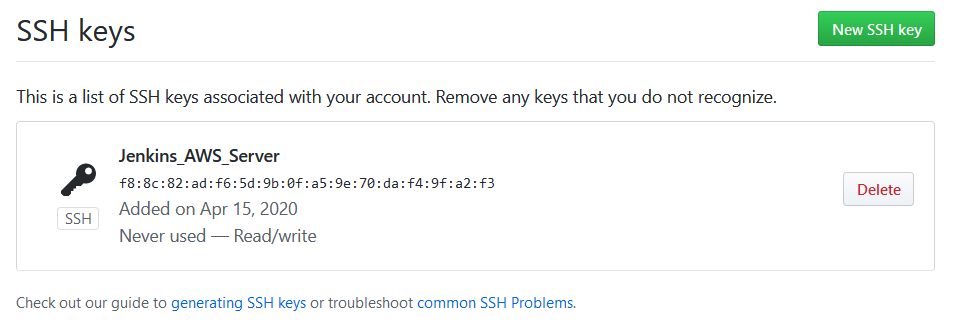 SSH keys
New SSH key
This is a list of SSH keys associated with your account. Remove any keys that you do not recognize.
Jenkins_AWS_Server
f8:8c:82:ad:f6:5d:9b:0f:a5:9e:70:da:f4:9f:a2:f3
Delete
SSH
Added on Apr 15, 2020
Never used — Read/write
Check out our guide to generating SSH keys or troubleshoot common SSH Problems.